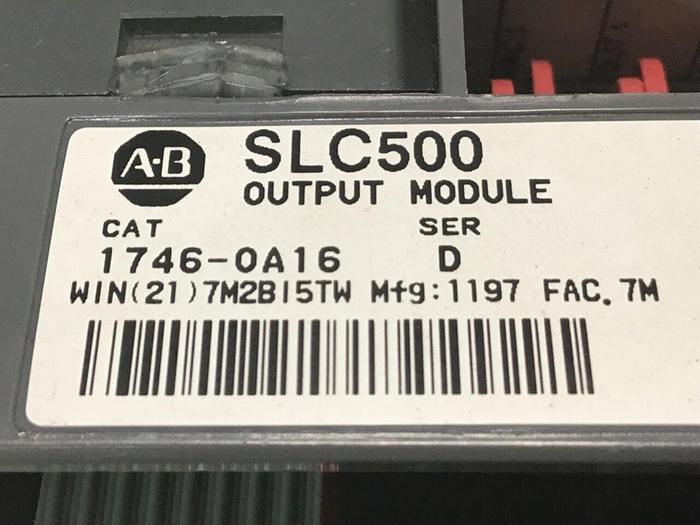 A-B
SLC500
OUTPUT MODULE
CAT SER
1746-OA16 D
WIN(21)7M2BI5TW Mfg:1197 FAC.7M